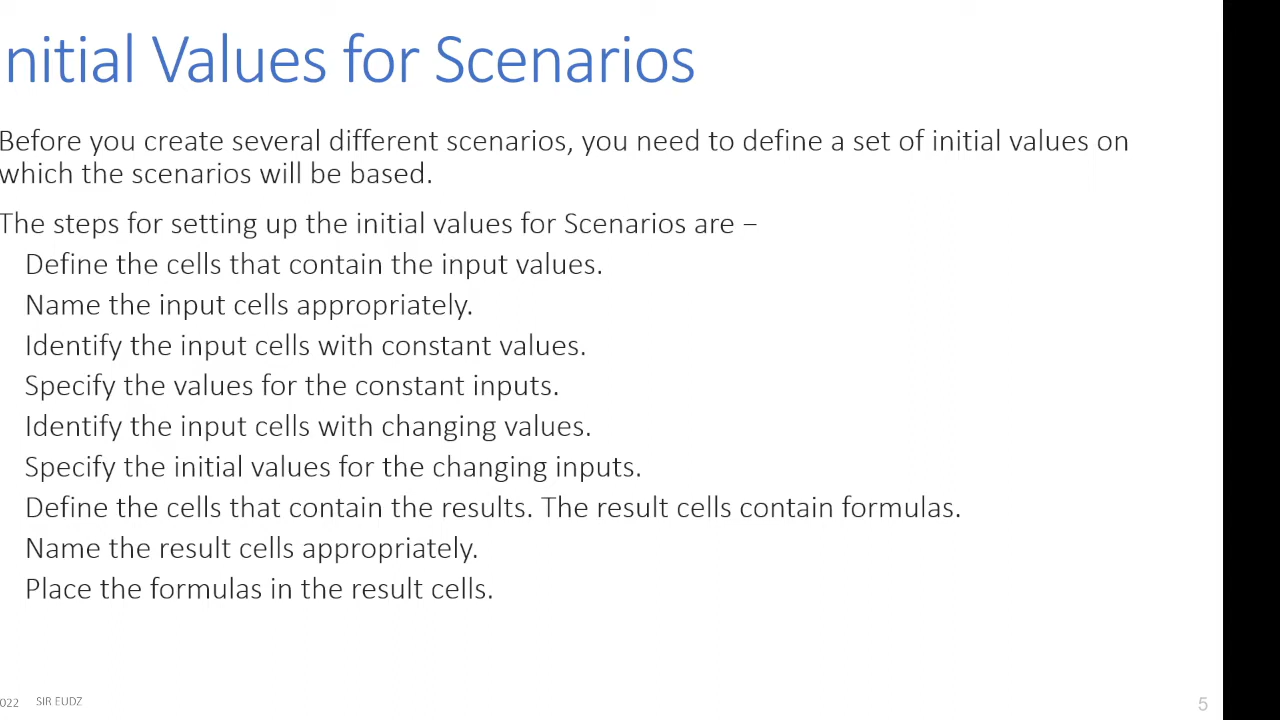 nitial Values for Scenarios
Before you create several different scenarios, you need to define a set of initial values on
which the scenarios will be based.
The steps for setting up the initial values for Scenarios are −
Define the cells that contain the input values.
Name the input cells appropriately.
Identify the input cells with constant values.
Specify the values for the constant inputs.
Identify the input cells with changing values.
Specify the initial values for the changing inputs.
Define the cells that contain the results. The result cells contain formulas.
Name the result cells appropriately.
Place the formulas in the result cells.
022 SIR EUDZ 5